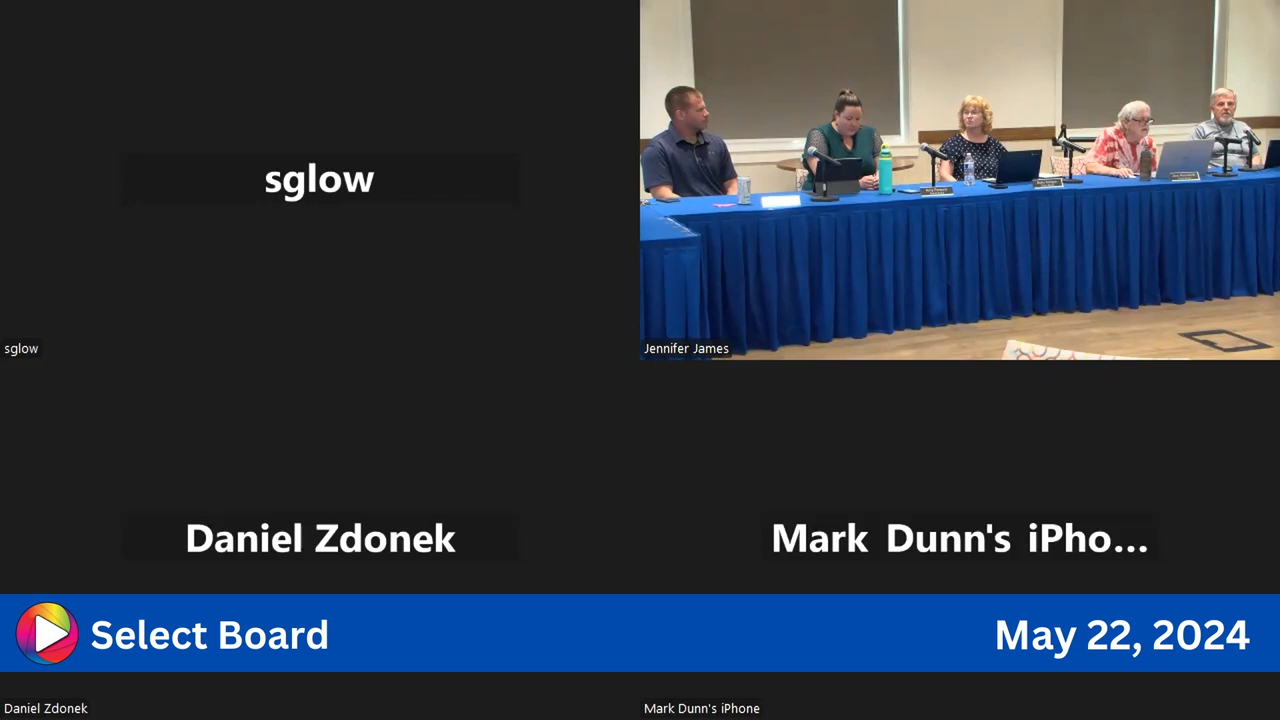 sglow
sglow
Jennifer James
Daniel Zdonek
Mark Dunn's iPho...
Select Board
May 22, 2024
Daniel Zdonek
Mark Dunn's iPhone